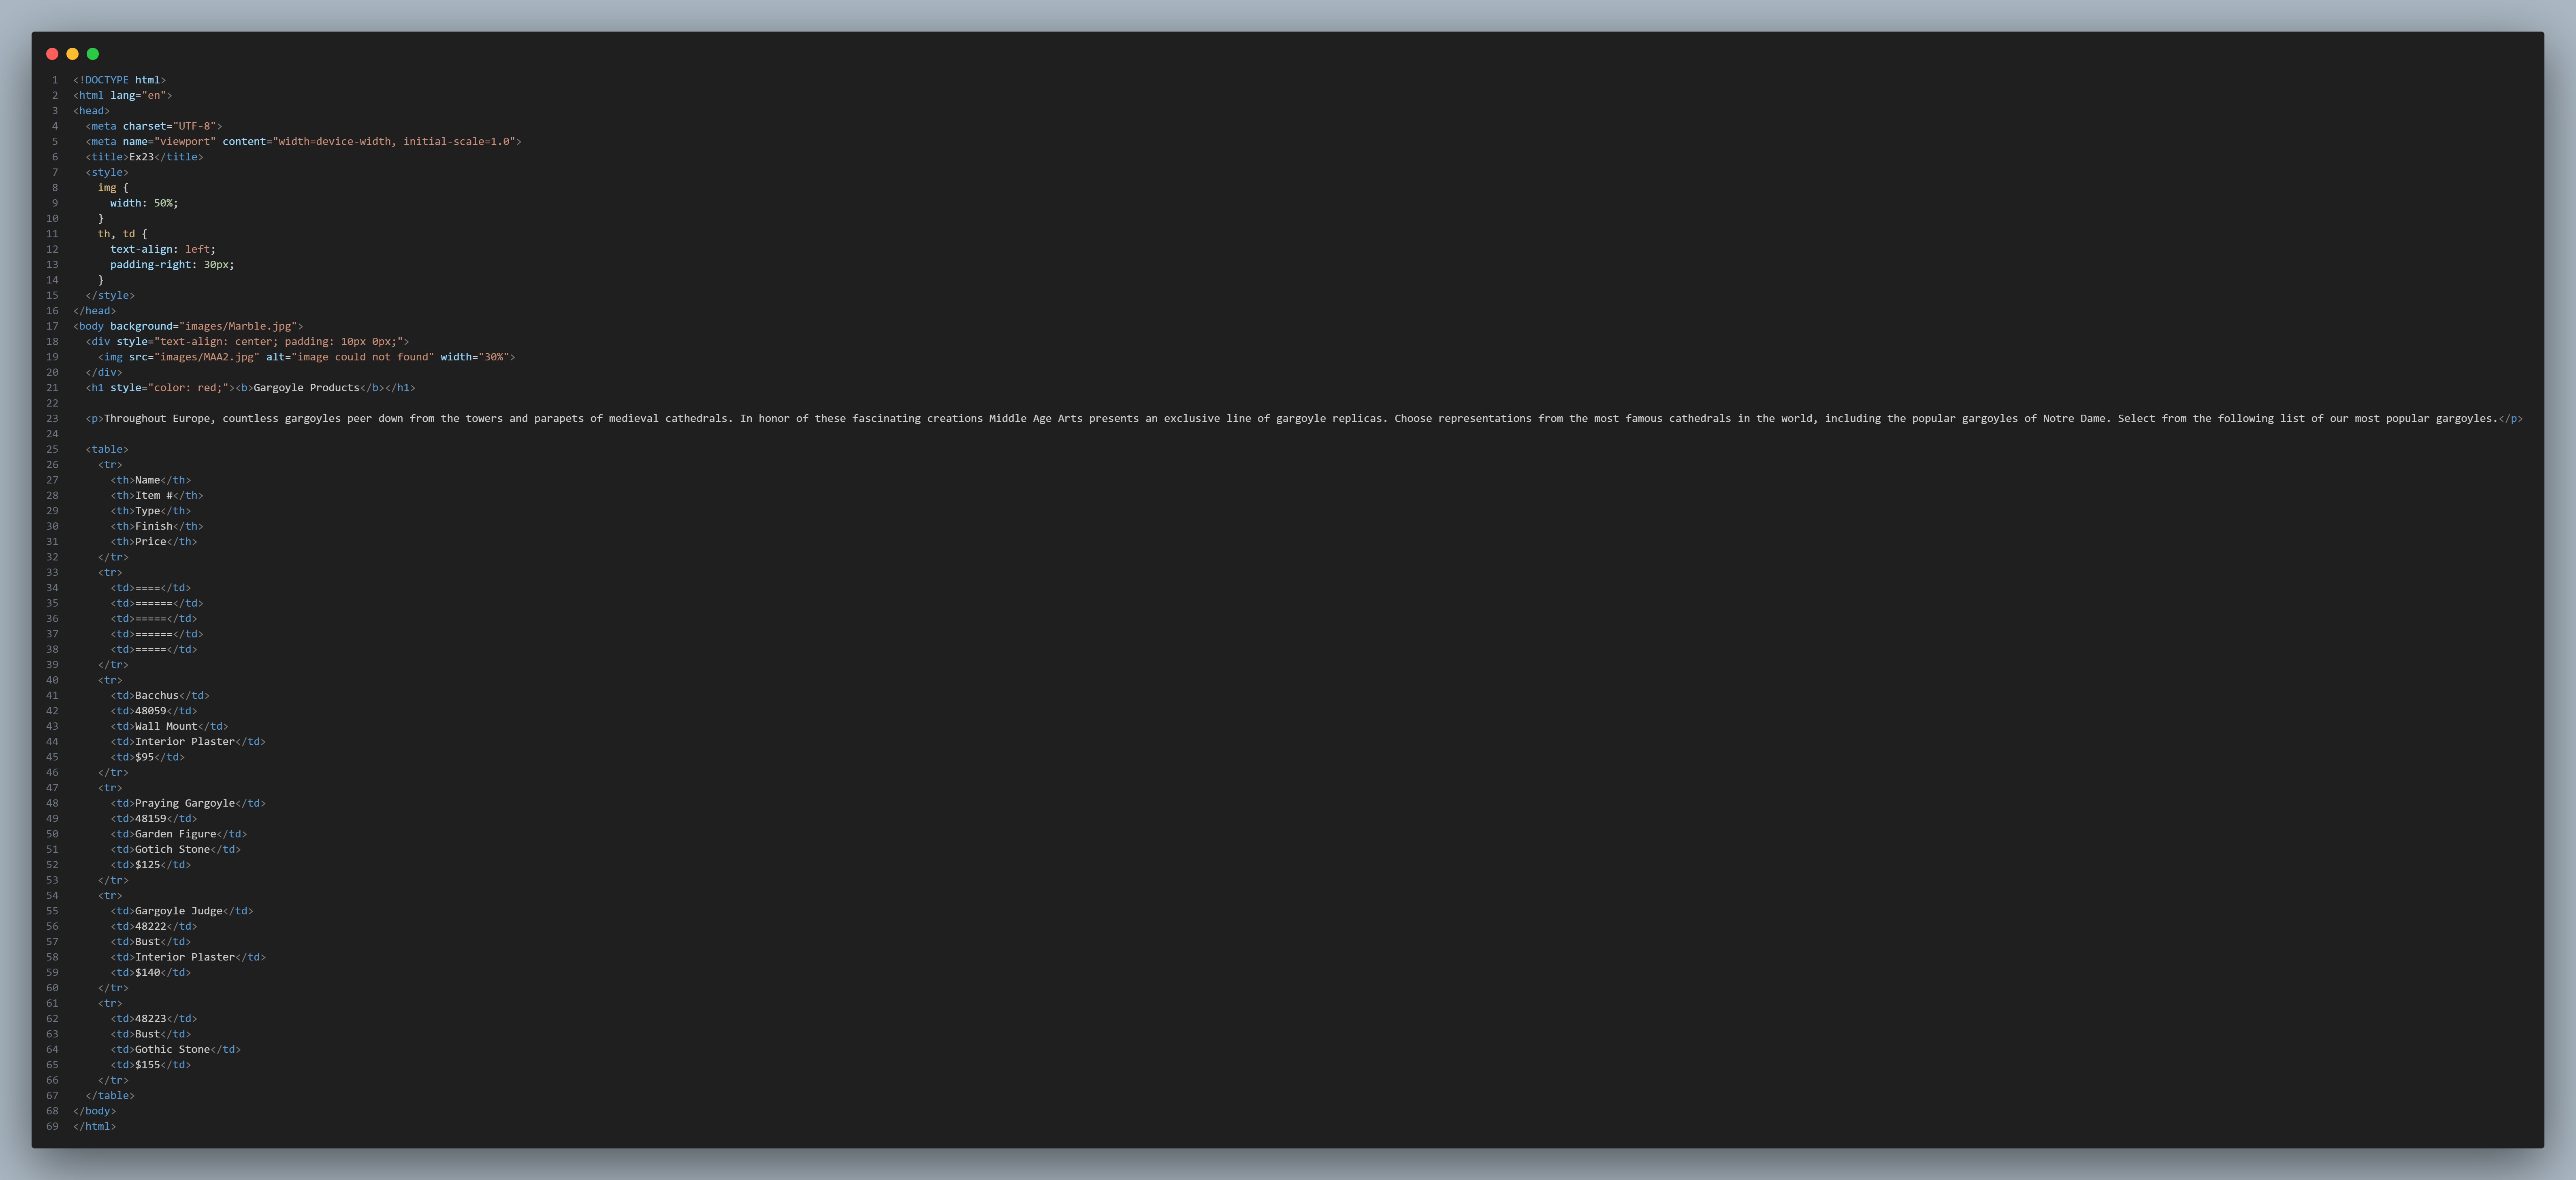 1 <!DOCTYPE html>
2 <html lang="en">
3 <head>
4   <meta charset="UTF-8">
5   <meta name="viewport" content="width=device-width, initial-scale=1.0">
6   <title>Ex23</title>
7   <style>
8     img {
9       width: 50%;
10     }
11     th, td {
12       text-align: left;
13       padding-right: 30px;
14     }
15   </style>
16 </head>
17 <body background="images/Marble.jpg">
18   <div style="text-align: center; padding: 10px 0px;">
19     <img src="images/MAA2.jpg" alt="image could not found" width="30%">
20   </div>
21   <h1 style="color: red;"><b>Gargoyle Products</b></h1>
22
23   <p>Throughout Europe, countless gargoyles peer down from the towers and parapets of medieval cathedrals. In honor of these fascinating creations Middle Age Arts presents an exclusive line of gargoyle replicas. Choose representations from the most famous cathedrals in the world, including the popular gargoyles of Notre Dame. Select from the following list of our most popular gargoyles.</p>
24
25   <table>
26     <tr>
27       <th>Name</th>
28       <th>Item #</th>
29       <th>Type</th>
30       <th>Finish</th>
31       <th>Price</th>
32     </tr>
33     <tr>
34       <td>====</td>
35       <td>======</td>
36       <td>=====</td>
37       <td>======</td>
38       <td>=====</td>
39     </tr>
40     <tr>
41       <td>Bacchus</td>
42       <td>48059</td>
43       <td>Wall Mount</td>
44       <td>Interior Plaster</td>
45       <td>$95</td>
46     </tr>
47     <tr>
48       <td>Praying Gargoyle</td>
49       <td>48159</td>
50       <td>Garden Figure</td>
51       <td>Gotich Stone</td>
52       <td>$125</td>
53     </tr>
54     <tr>
55       <td>Gargoyle Judge</td>
56       <td>48222</td>
57       <td>Bust</td>
58       <td>Interior Plaster</td>
59       <td>$140</td>
60     </tr>
61     <tr>
62       <td>48223</td>
63       <td>Bust</td>
64       <td>Gothic Stone</td>
65       <td>$155</td>
66     </tr>
67   </table>
68 </body>
69 </html>